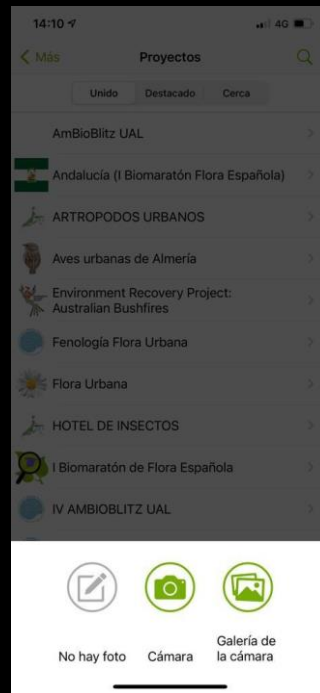 14:10
4G
Más
Proyectos
Unido Destacado Cerca
AmBioBlitz UAL
Andalucía (I Biomaratón Flora Española)
ARTROPODOS URBANOS
Aves urbanas de Almería
Environment Recovery Project:
Australian Bushfires
Fenología Flora Urbana
Flora Urbana
HOTEL DE INSECTOS
I Biomaratón de Flora Española
IV AMBIOBLITZ UAL
No hay foto
Cámara
Galería de
la cámara